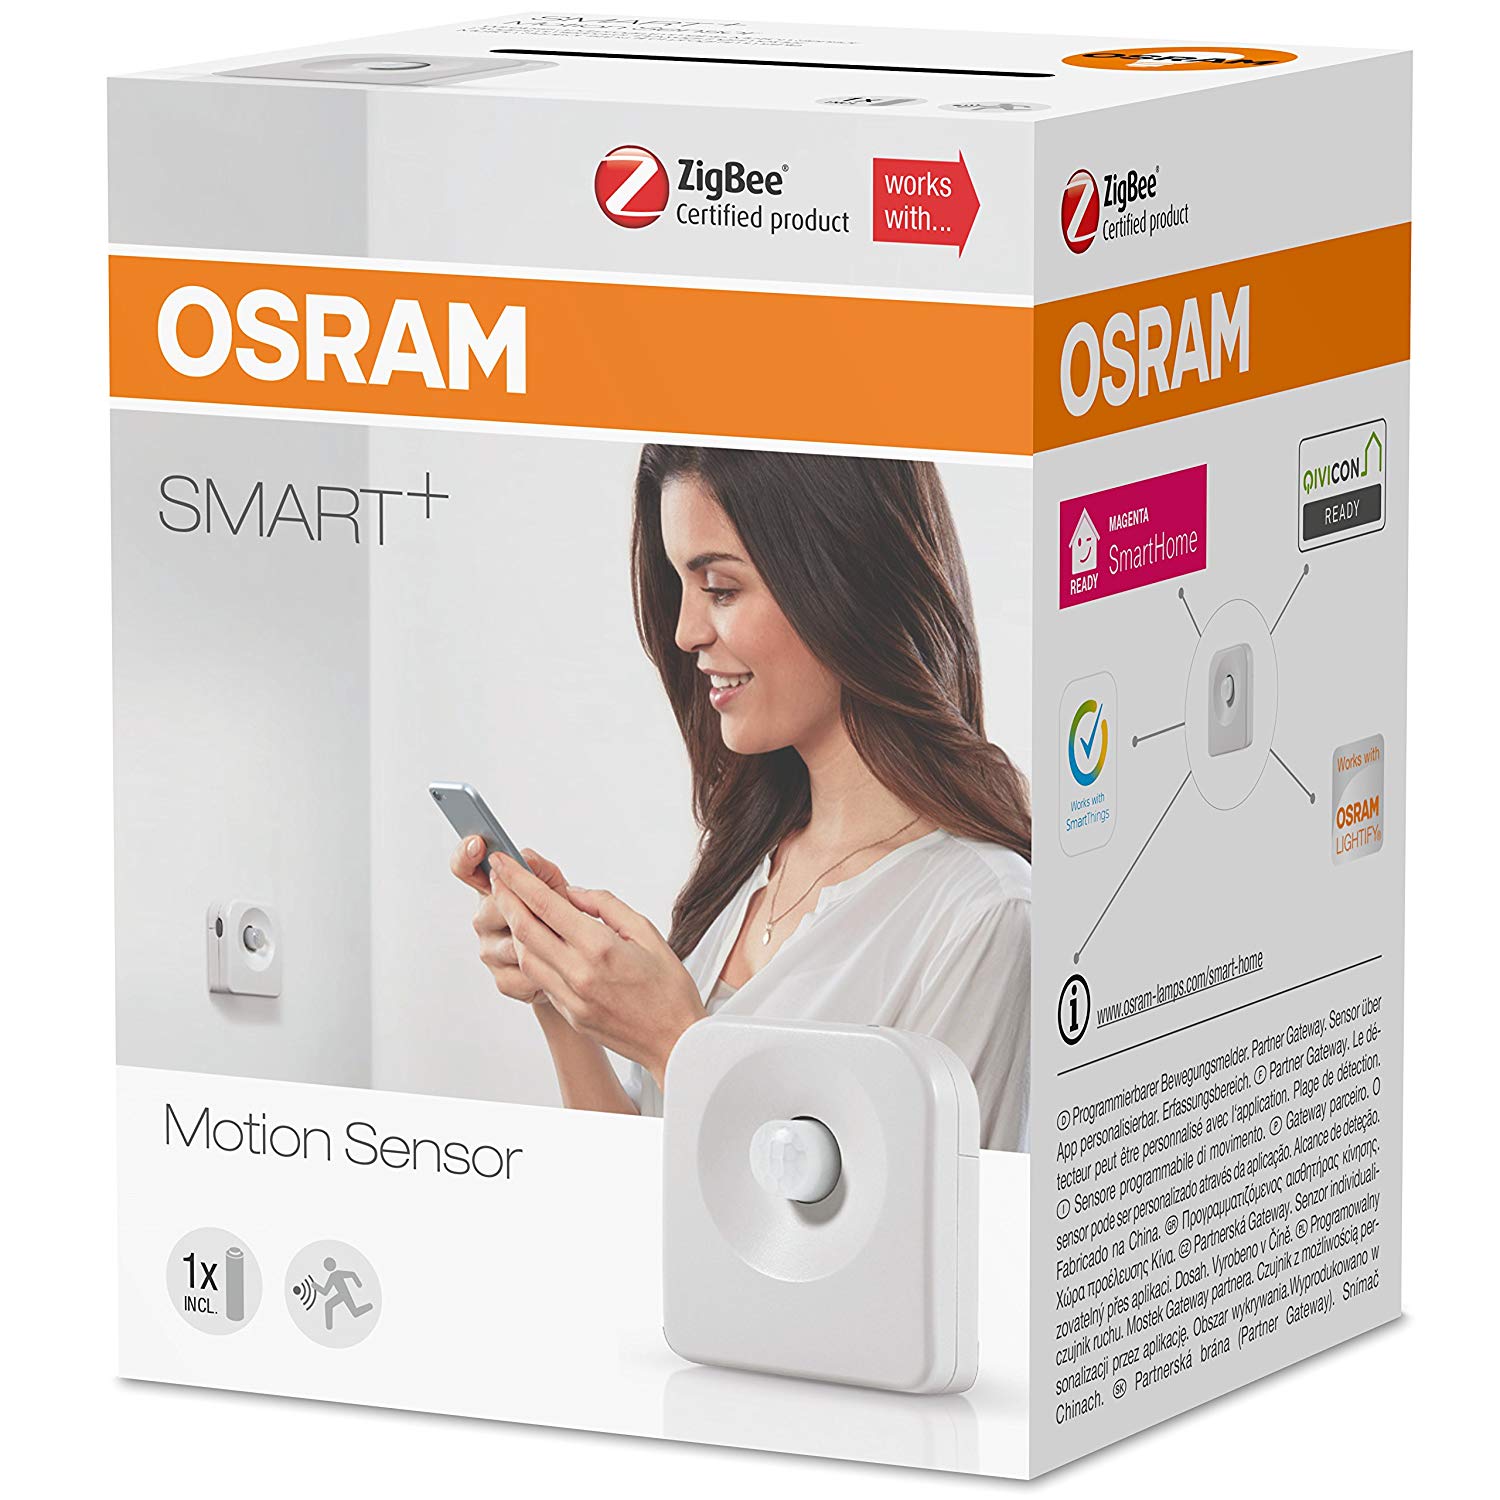 SMART+
Motion Sensor
OSRAM
1x
INCL.
ZigBee®
Certified product
works
with...
OSRAM
SMART+
Motion Sensor
1x
INCL.
ZigBee®
Certified product
OSRAM
MAGENTA
SmartHome
READY
QIVICON
READY
Works with
SmartThings
Works with
OSRAM
LIGHTIFY®
www.osram-lamps.com/smart-home
Ⓓ Programmierbarer Bewegungsmelder. Partner Gateway. Sensor über
App personalisierbar. Erfassungsbereich. Ⓕ Partner Gateway. Le dé-
tecteur peut être personnalisé avec l'application. Plage de détection.
Ⓘ Sensore programmabile di movimento. Ⓟ Gateway parceiro. O
sensor pode ser personalizado através da aplicação. Alcance de deteção.
Fabricado na China. GR Προγραμματιζόμενος αισθητήρας κίνησης.
Χώρα προέλευσης Κίνα. CZ Partnerská Gateway. Senzor individuali-
zovatelný přes aplikaci. Dosah. Vyrobeno v Číně. PL Programowalny
czujnik ruchu. Mostek Gateway partnera. Czujnik z możliwością per-
sonalizacji przez aplikację. Obszar wykrywania.Wyprodukowano w
Chinach. SK Partnerská brána (Partner Gateway). Snímač